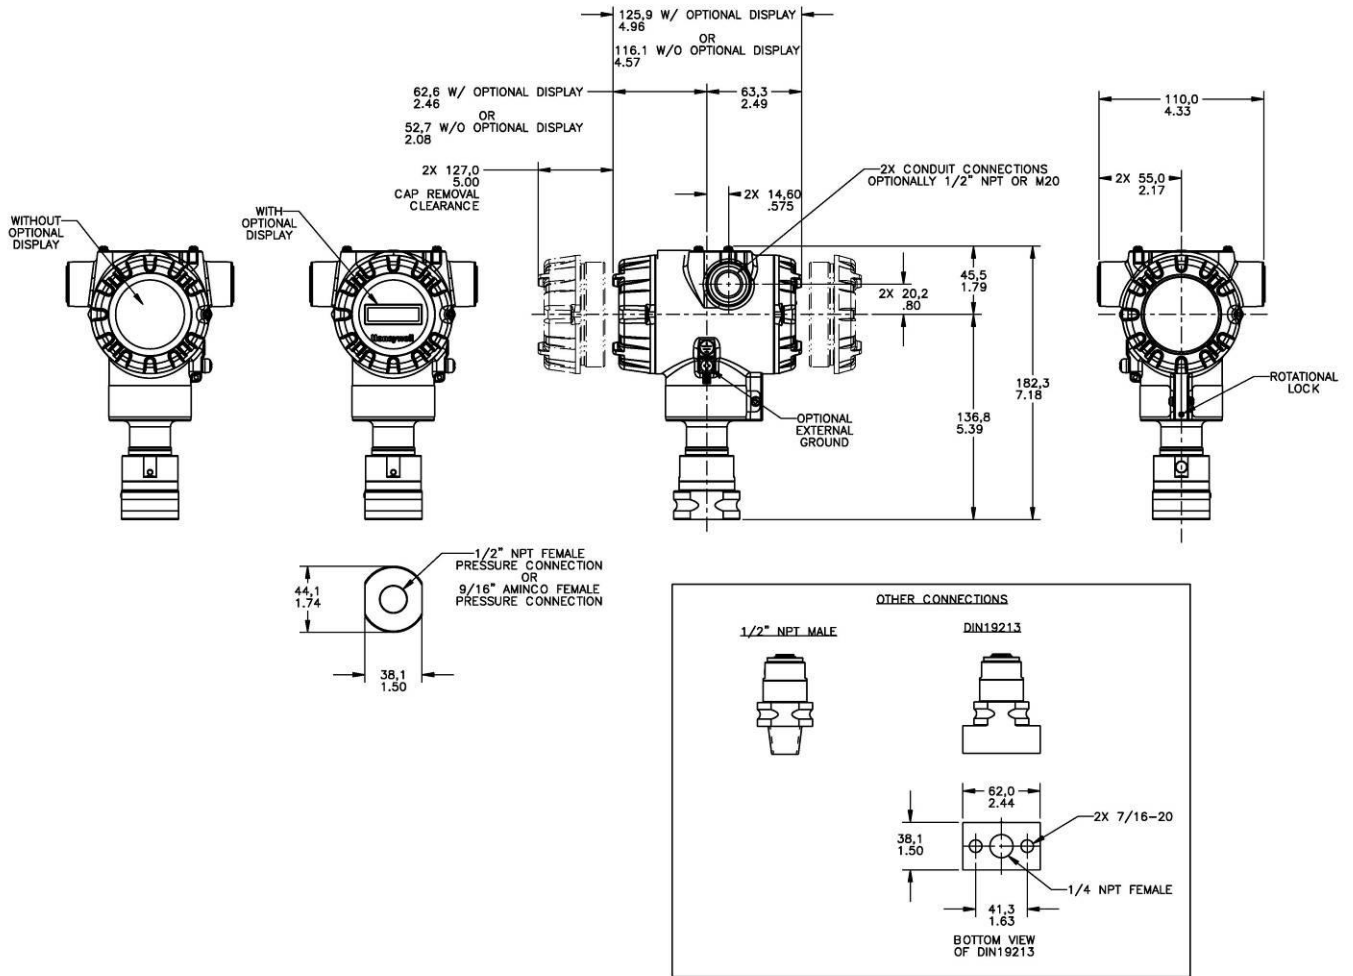 125,9 W/ OPTIONAL DISPLAY
4.96
OR
116.1 W/O OPTIONAL DISPLAY
4.57
62,6 W/ OPTIONAL DISPLAY
2.46
OR
52,7 W/O OPTIONAL DISPLAY
2.08
63,3
2.49
110,0
4.33
2X 127,0
5.00
CAP REMOVAL
CLEARANCE
2X 14,60
.575
2X CONDUIT CONNECTIONS
OPTIONALLY 1/2" NPT OR M20
2X 55,0
2.17
WITHOUT
OPTIONAL
DISPLAY
WITH
OPTIONAL
DISPLAY
Honeywell
2X 20,2
.80
45,5
1.79
182,3
7.18
136,8
5.39
OPTIONAL
EXTERNAL
GROUND
ROTATIONAL
LOCK
44,1
1.74
1/2" NPT FEMALE
PRESSURE CONNECTION
OR
9/16" AMINCO FEMALE
PRESSURE CONNECTION
38,1
1.50
OTHER CONNECTIONS
1/2" NPT MALE
DIN19213
62,0
2.44
38,1
1.50
2X 7/16-20
1/4 NPT FEMALE
41,3
1.63
BOTTOM VIEW
OF DIN19213